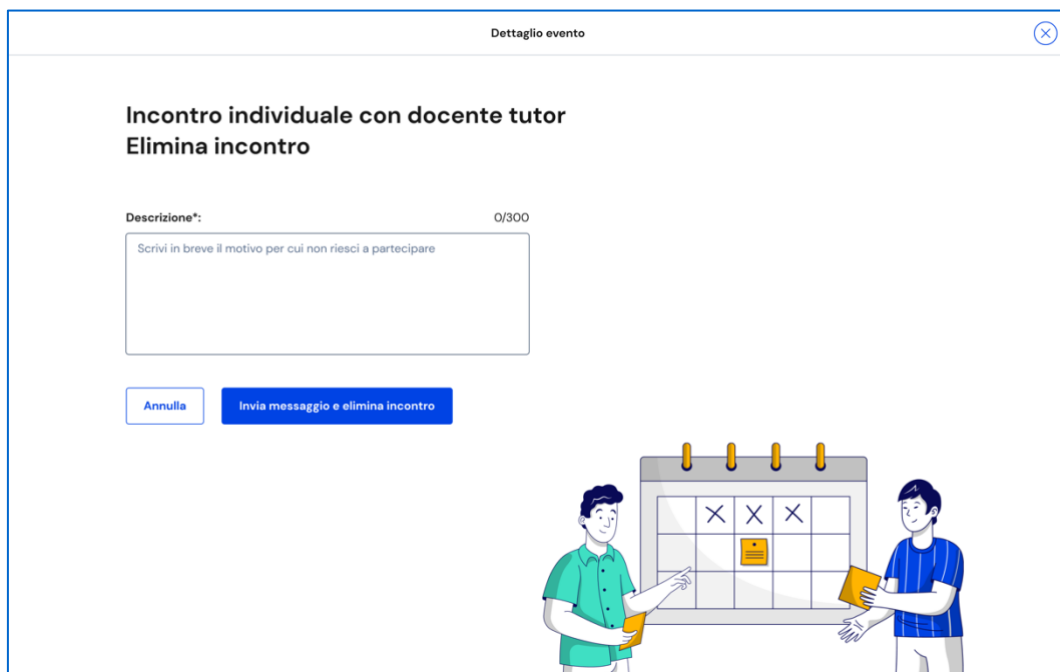 Dettaglio evento
Incontro individuale con docente tutor
Elimina incontro
Descrizione*:
0/300
Scrivi in breve il motivo per cui non riesci a partecipare
Annulla
Invia messaggio e elimina incontro